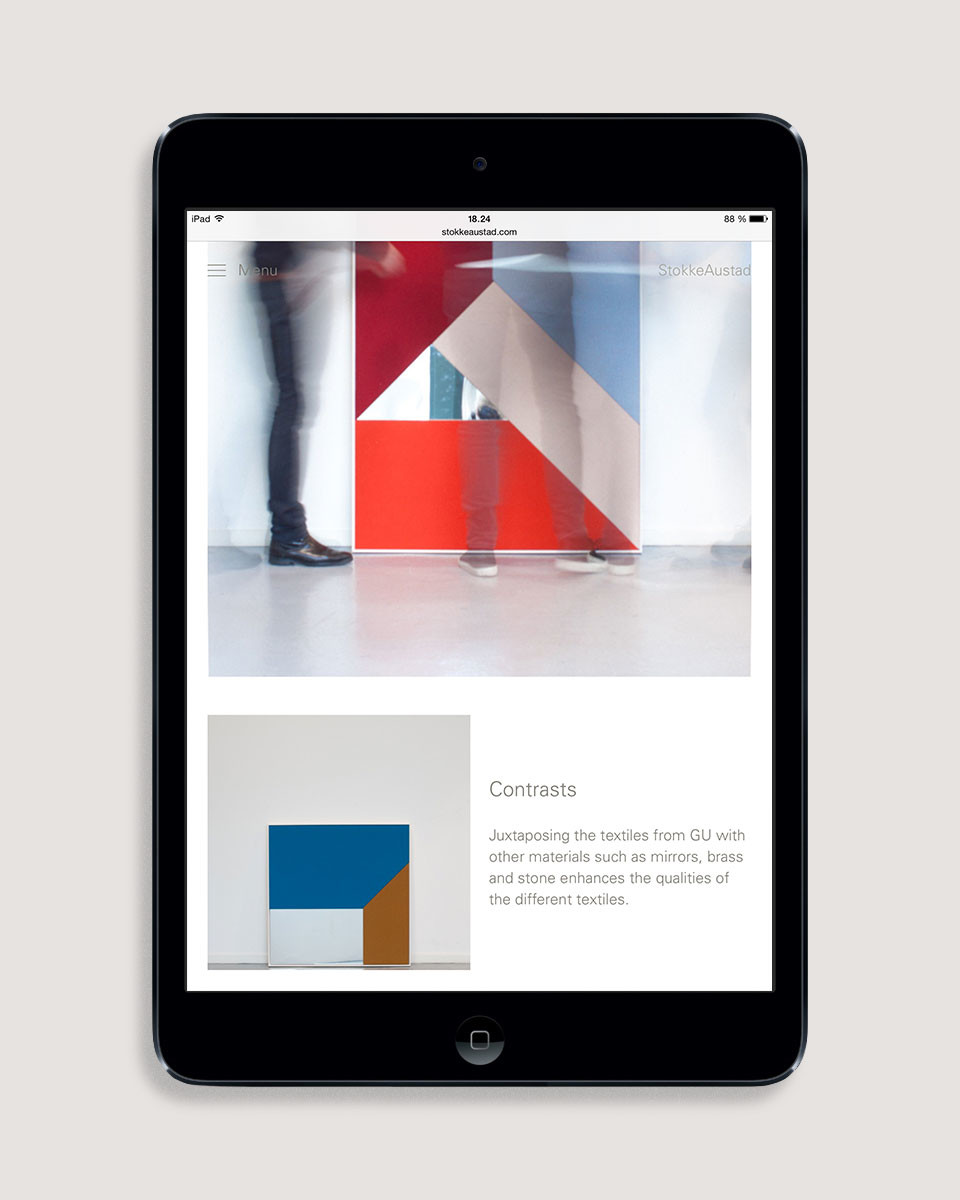 iPad
18.24
88 %
stokkeaustad.com
Menu
StokkeAustad
Contrasts
Juxtaposing the textiles from GU with
other materials such as mirrors, brass
and stone enhances the qualities of
the different textiles.